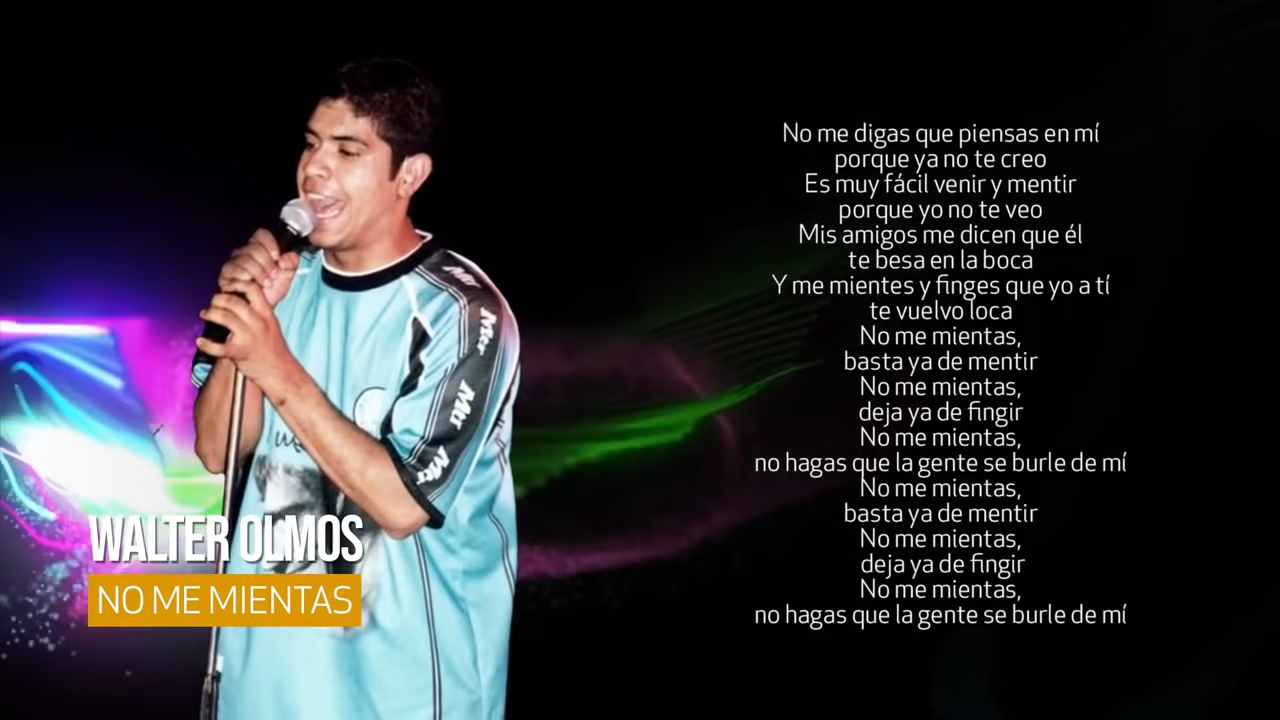 No me digas que piensas en mí
porque ya no te creo
Es muy fácil venir y mentir
porque yo no te veo
Mis amigos me dicen que él
te besa en la boca
Y me mientes y finges que yo a tí
te vuelvo loca
No me mientas,
basta ya de mentir
No me mientas,
deja ya de fingir
No me mientas,
no hagas que la gente se burle de mí
No me mientas,
basta ya de mentir
No me mientas,
deja ya de fingir
No me mientas,
no hagas que la gente se burle de mí
Mter
Mter
Mter
Mter
WALTER OLMOS
NO ME MIENTAS